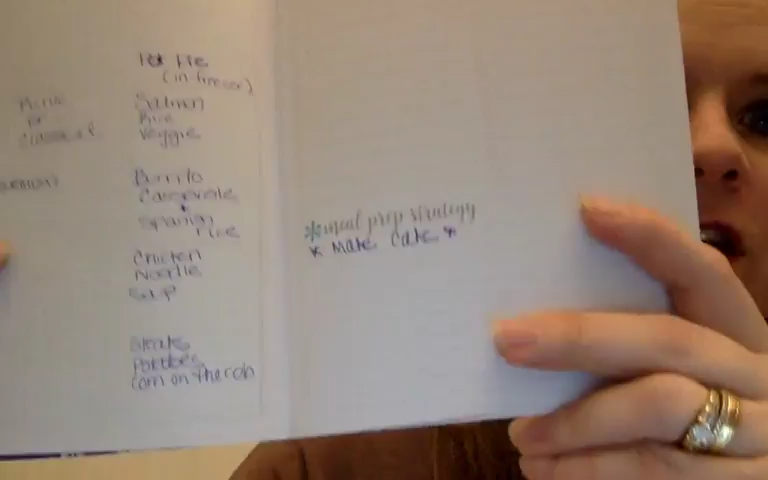 Pie
(in freezer)
Salmon
Rice
Veggie
Burrito
Casserole
Spanish
rice
Chicken
Noodle
Soup
Steaks
Potatoes
Corn on the cob
*meal prep strategy
* Make Cake *